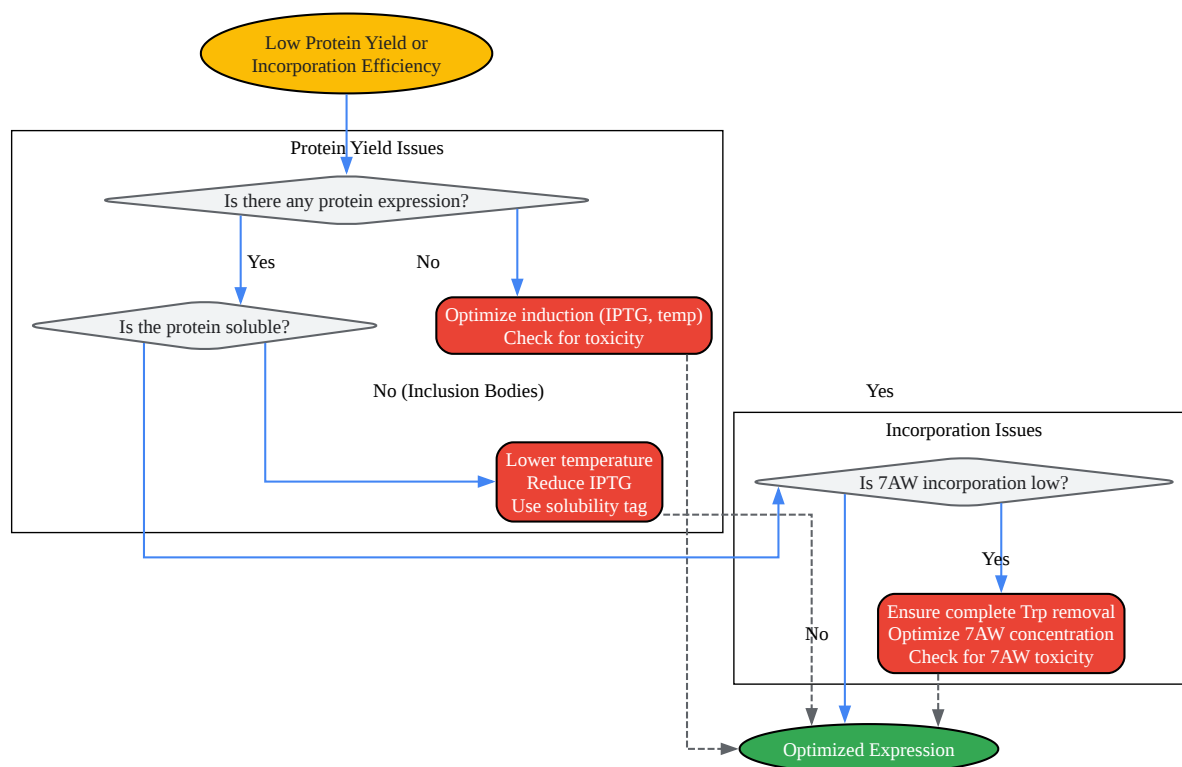 Low Protein Yield or
Incorporation Efficiency
Protein Yield Issues
Is there any protein expression?
Yes
No
Is the protein soluble?
Optimize induction (IPTG, temp)
Check for toxicity
No (Inclusion Bodies)
Yes
Incorporation Issues
Lower temperature
Reduce IPTG
Use solubility tag
Is 7AW incorporation low?
Yes
No
Ensure complete Trp removal
Optimize 7AW concentration
Check for 7AW toxicity
Optimized Expression